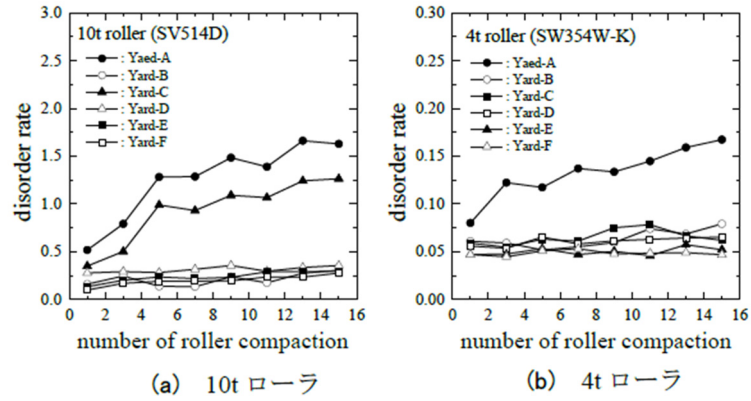 10t roller (SV514D)
: Yaed-A
: Yard-B
: Yard-C
: Yard-D
: Yard-E
: Yard-F
disorder rate
3.0
2.5
2.0
1.5
1.0
0.5
0.0
0 2 4 6 8 10 12 14 16
number of roller compaction
(a) 10t ローラ
4t roller (SW354W-K)
: Yaed-A
: Yard-B
: Yard-C
: Yard-D
: Yard-E
: Yard-F
disorder rate
0.30
0.25
0.20
0.15
0.10
0.05
0.00
0 2 4 6 8 10 12 14 16
number of roller compaction
(b) 4t ローラ